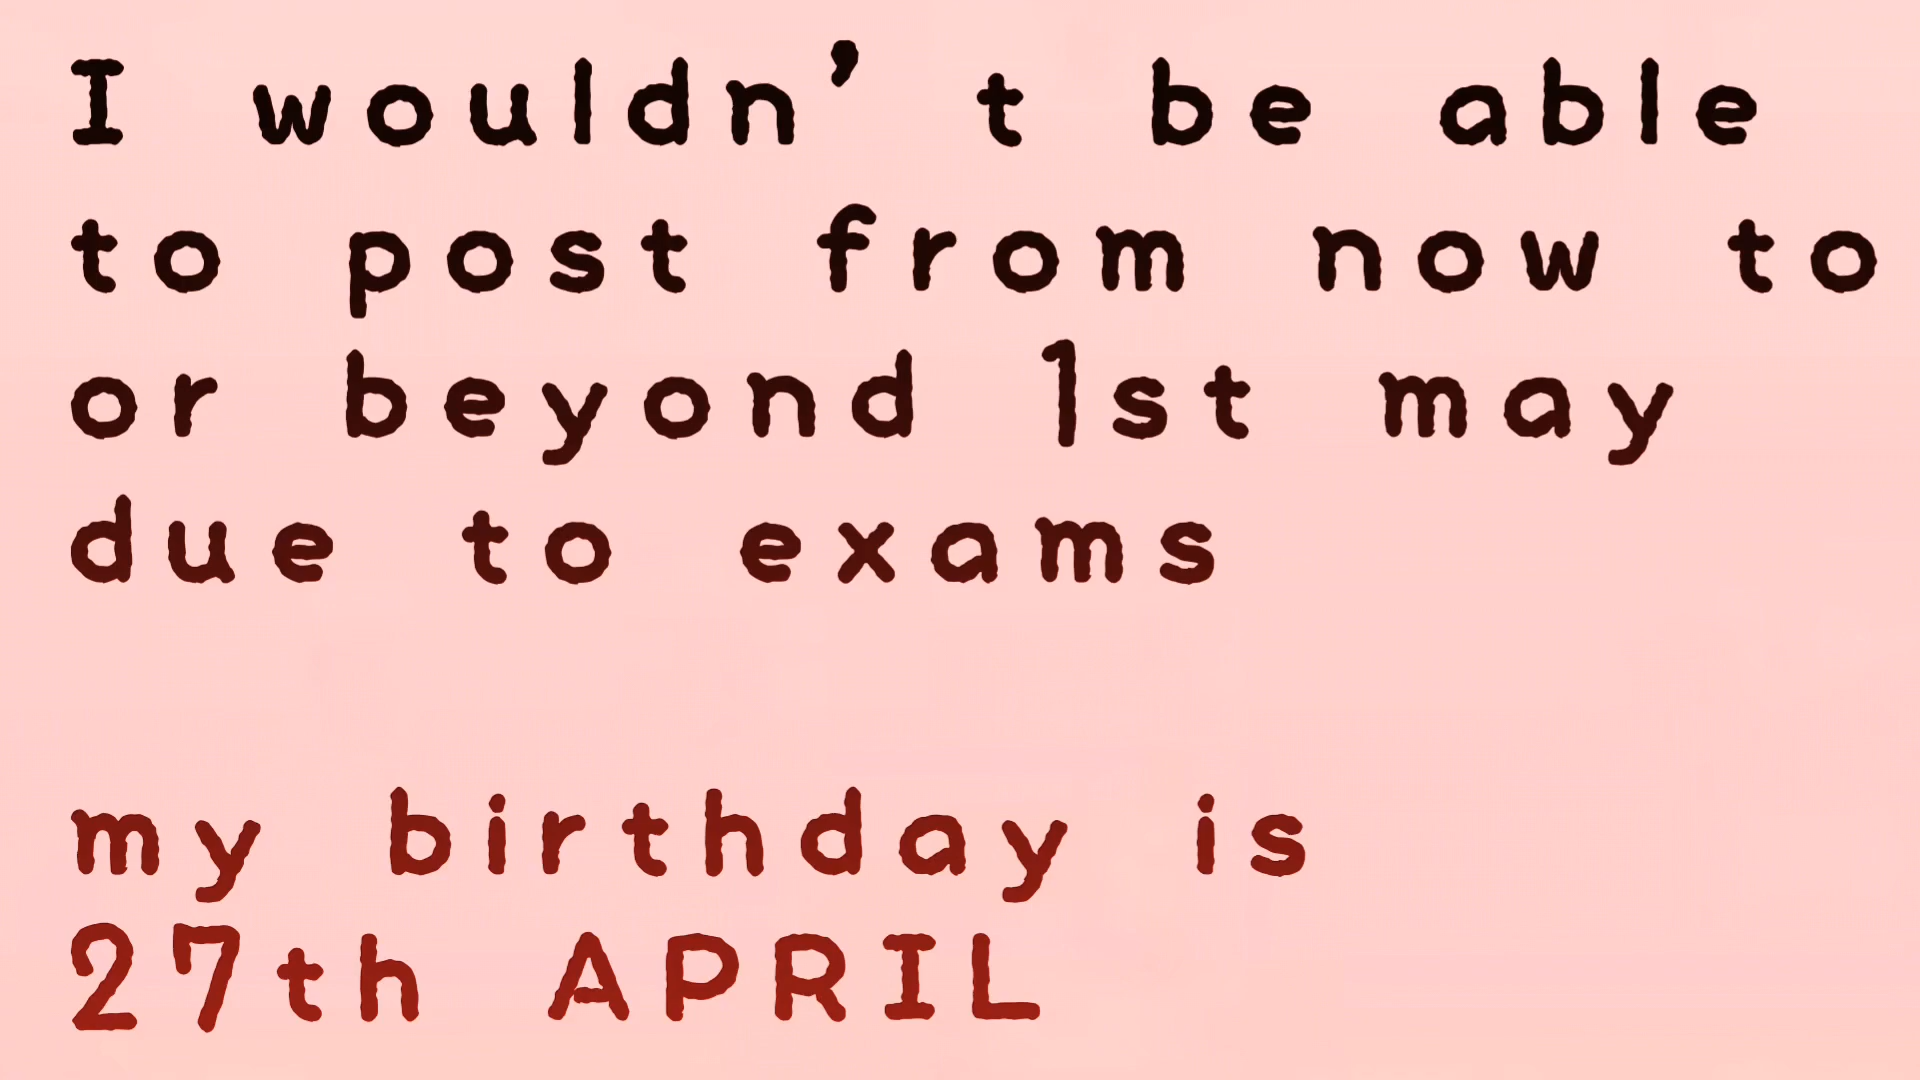 I wouldn’t be able
to post from now to
or beyond 1st may
due to exams
my birthday is
27th APRIL